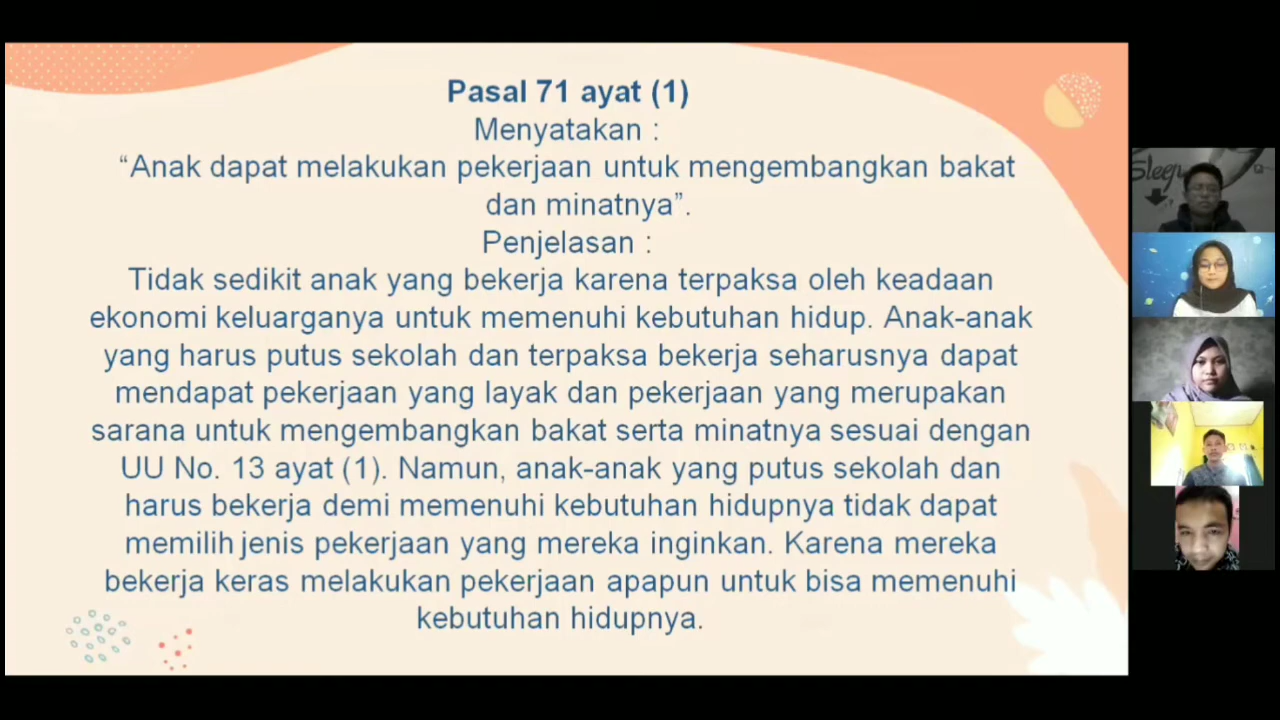 Pasal 71 ayat (1)
Menyatakan :
“Anak dapat melakukan pekerjaan untuk mengembangkan bakat
dan minatnya”.
Penjelasan :
Tidak sedikit anak yang bekerja karena terpaksa oleh keadaan
ekonomi keluarganya untuk memenuhi kebutuhan hidup. Anak-anak
yang harus putus sekolah dan terpaksa bekerja seharusnya dapat
mendapat pekerjaan yang layak dan pekerjaan yang merupakan
sarana untuk mengembangkan bakat serta minatnya sesuai dengan
UU No. 13 ayat (1). Namun, anak-anak yang putus sekolah dan
harus bekerja demi memenuhi kebutuhan hidupnya tidak dapat
memilih jenis pekerjaan yang mereka inginkan. Karena mereka
bekerja keras melakukan pekerjaan apapun untuk bisa memenuhi
kebutuhan hidupnya.
Sleep